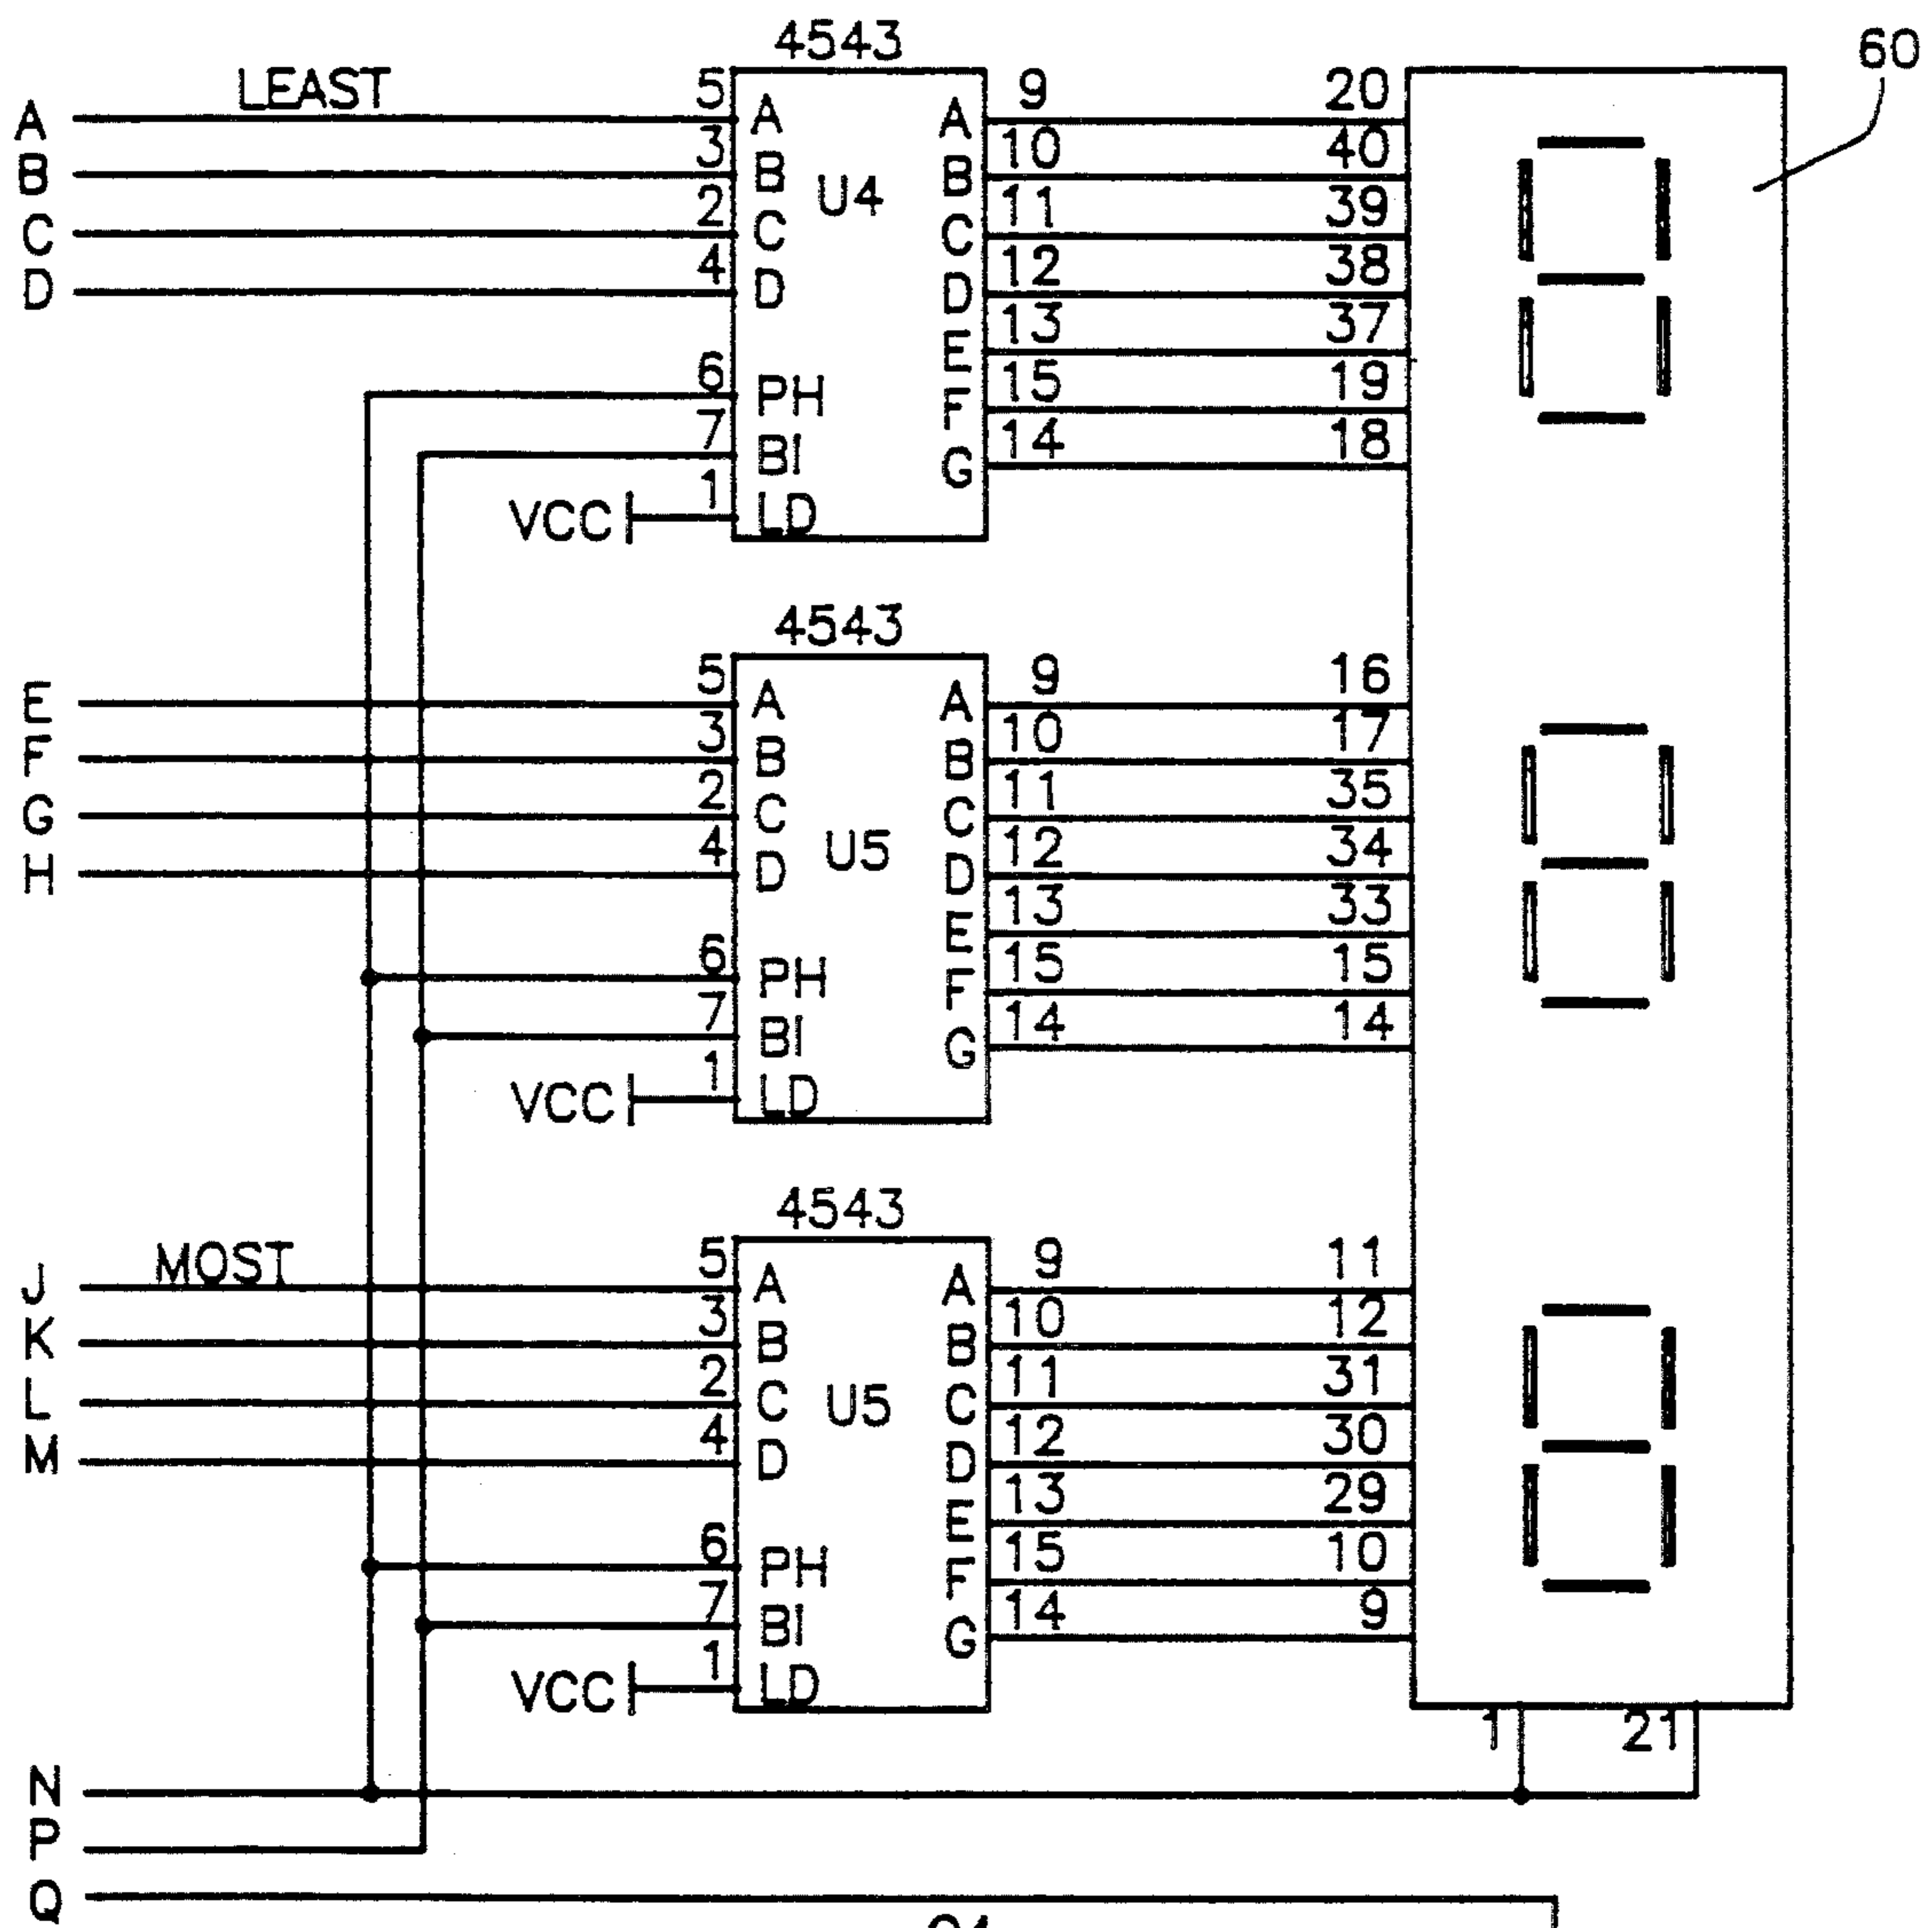 4543
60
LEAST
A 5 A A 9 20
B 3 B B 10 40
U4
C 2 C C 11 39
D 4 D D 12 38
E 13 37
6 PH F 15 19
7 BI G 14 18
VCC 1 LD
4543
E 5 A A 9 16
F 3 B B 10 17
G 2 C C 11 35
U5
H 4 D D 12 34
E 13 33
6 PH F 15 15
7 BI G 14 14
VCC 1 LD
4543
MOST
J 5 A A 9 11
K 3 B B 10 12
L 2 C U5 C 11 31
M 4 D D 12 30
E 13 29
6 PH F 15 10
7 BI G 14 9
VCC 1 LD
1 21
N
P
Q